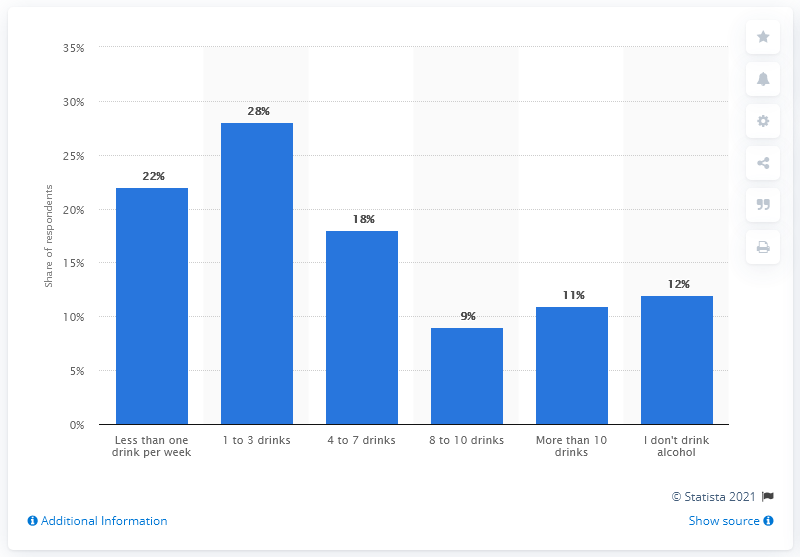 35%
30%
25%
20%
15%
10%
5%
0%
Share of respondents
22%
28%
18%
9%
11%
12%
Less than one
drink per week
1 to 3 drinks
4 to 7 drinks
8 to 10 drinks
More than 10
drinks
I don't drink
alcohol
© Statista 2021
Additional Information
Show source